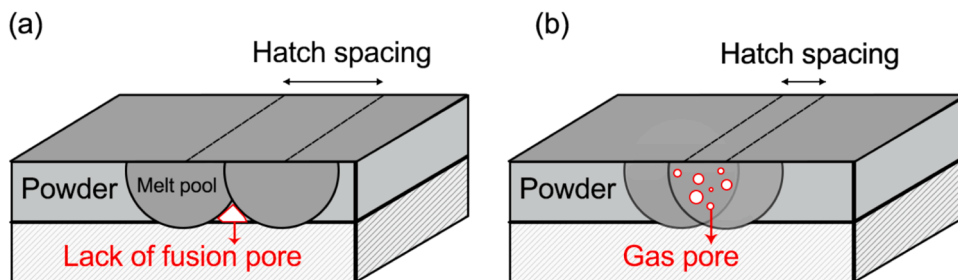 (a)
Hatch spacing
Powder
Melt pool
Lack of fusion pore
(b)
Hatch spacing
Powder
Gas pore